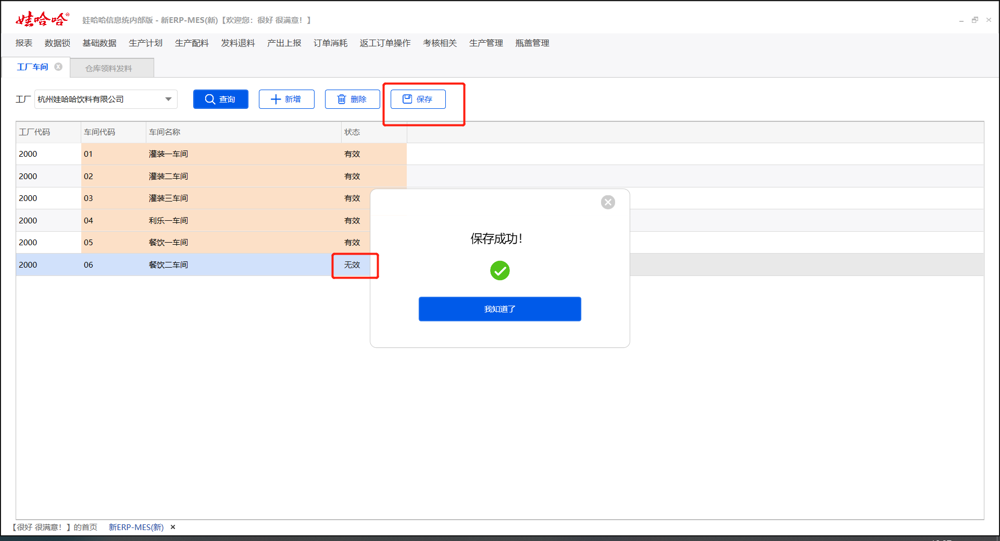 娃哈哈®
娃哈哈信息统内部版 - 新ERP-MES(新)【欢迎您：很好 很满意！】
报表 数据锁 基础数据 生产计划 生产配料 发料退料 产出上报 订单消耗 返工订单操作 考核相关 生产管理 瓶盖管理
工厂车间 仓库领料发料
工厂 杭州娃哈哈饮料有限公司 查询 新增 删除 保存
工厂代码 车间代码 车间名称 状态
2000 01 灌装一车间 有效
2000 02 灌装二车间 有效
2000 03 灌装三车间 有效
2000 04 利乐一车间 有效
2000 05 餐饮一车间 有效
2000 06 餐饮二车间 无效
保存成功！
我知道了
【很好 很满意！】的首页 新ERP-MES(新)